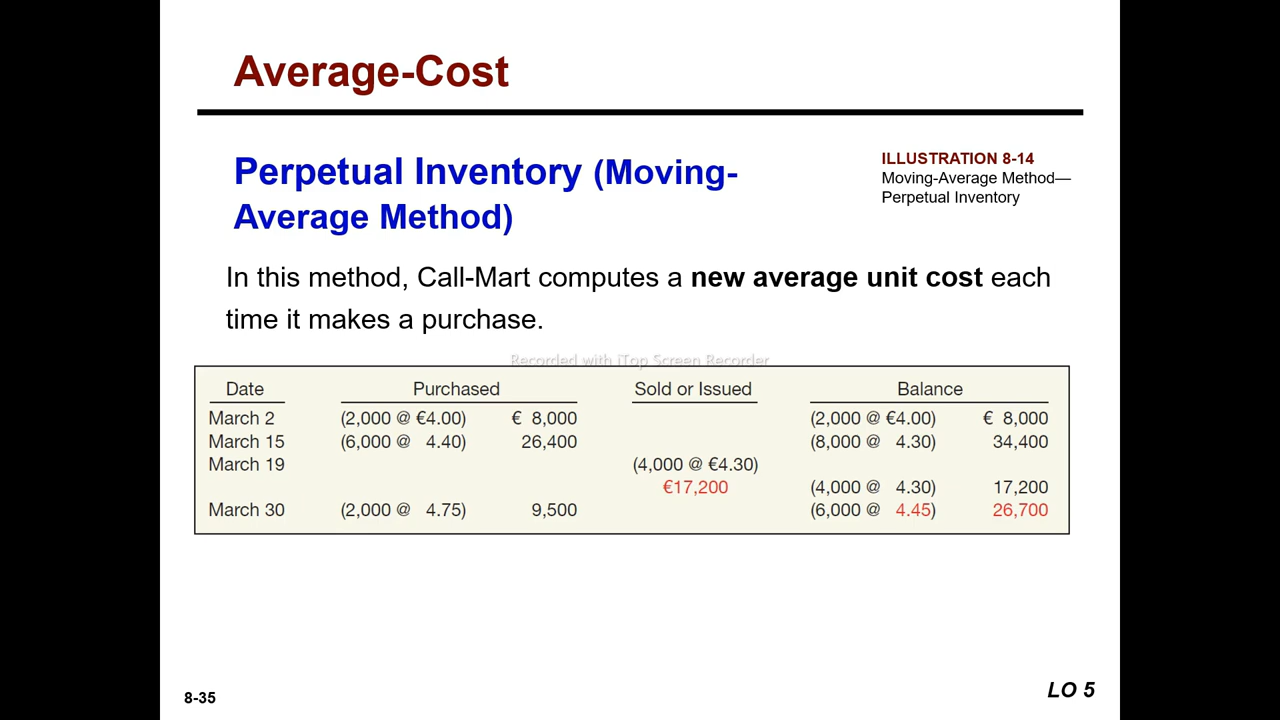 Average-Cost
Perpetual Inventory (Moving-
Average Method)
ILLUSTRATION 8-14
Moving-Average Method—
Perpetual Inventory
In this method, Call-Mart computes a new average unit cost each
time it makes a purchase.
Recorded with iTop Screen Recorder
Date Purchased Sold or Issued Balance
March 2 (2,000 @ €4.00) € 8,000 (2,000 @ €4.00) € 8,000
March 15 (6,000 @ 4.40) 26,400 (8,000 @ 4.30) 34,400
March 19 (4,000 @ €4.30)
€17,200 (4,000 @ 4.30) 17,200
March 30 (2,000 @ 4.75) 9,500 (6,000 @ 4.45) 26,700
8-35
LO 5